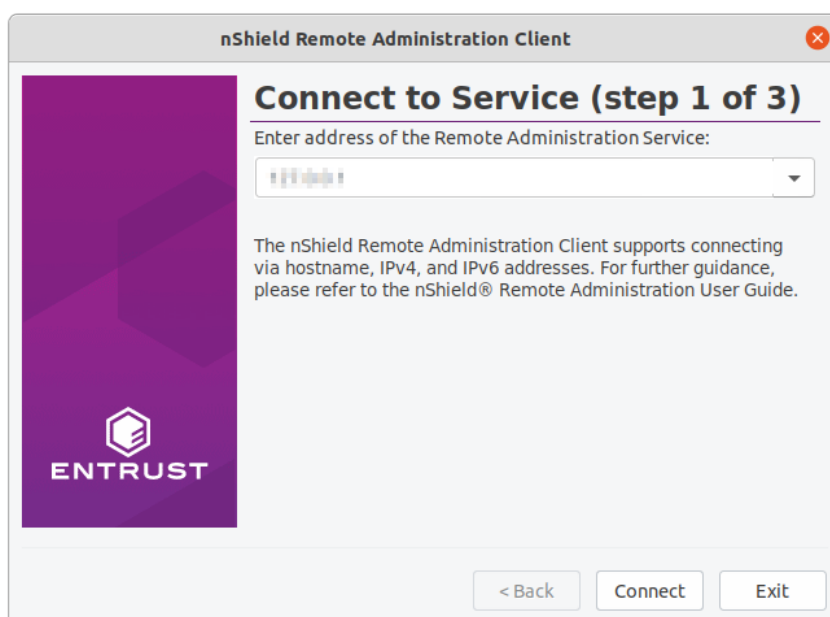 nShield Remote Administration Client
Connect to Service (step 1 of 3)
Enter address of the Remote Administration Service:
The nShield Remote Administration Client supports connecting
via hostname, IPv4, and IPv6 addresses. For further guidance,
please refer to the nShield® Remote Administration User Guide.
ENTRUST
< Back
Connect
Exit